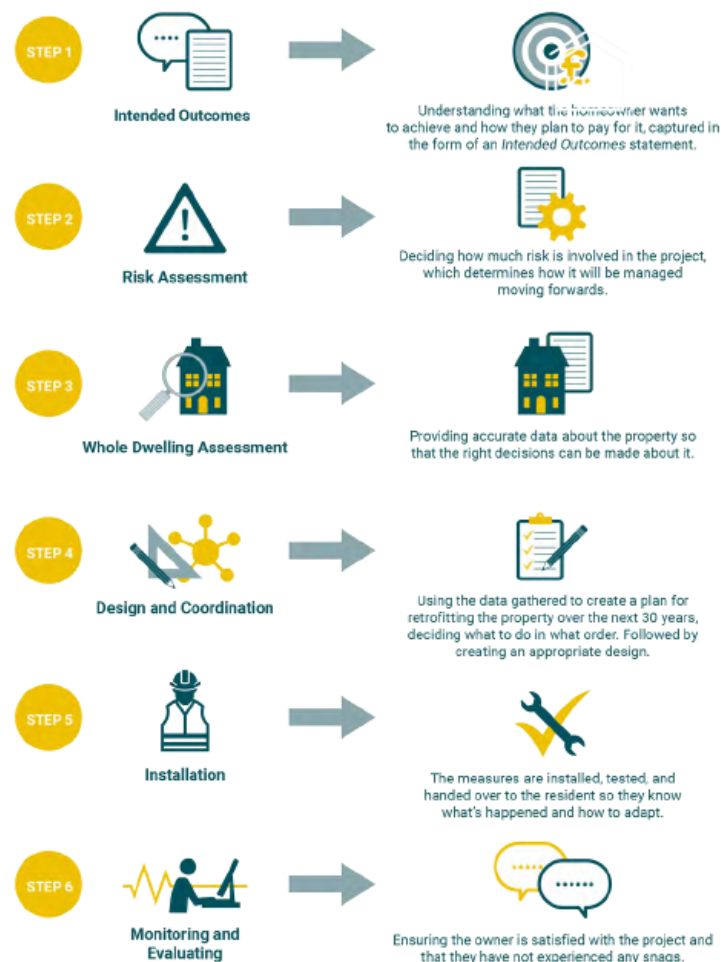 STEP 1
Intended Outcomes
Understanding what the homeowner wants
to achieve and how they plan to pay for it, captured in
the form of an Intended Outcomes statement.
STEP 2
Risk Assessment
Deciding how much risk is involved in the project,
which determines how it will be managed
moving forwards.
STEP 3
Whole Dwelling Assessment
Providing accurate data about the property so
that the right decisions can be made about it.
STEP 4
Design and Coordination
Using the data gathered to create a plan for
retrofitting the property over the next 30 years,
deciding what to do in what order. Followed by
creating an appropriate design.
STEP 5
Installation
The measures are installed, tested, and
handed over to the resident so they know
what's happened and how to adapt.
STEP 6
Monitoring and
Evaluating
Ensuring the owner is satisfied with the project and
that they have not experienced any snags.